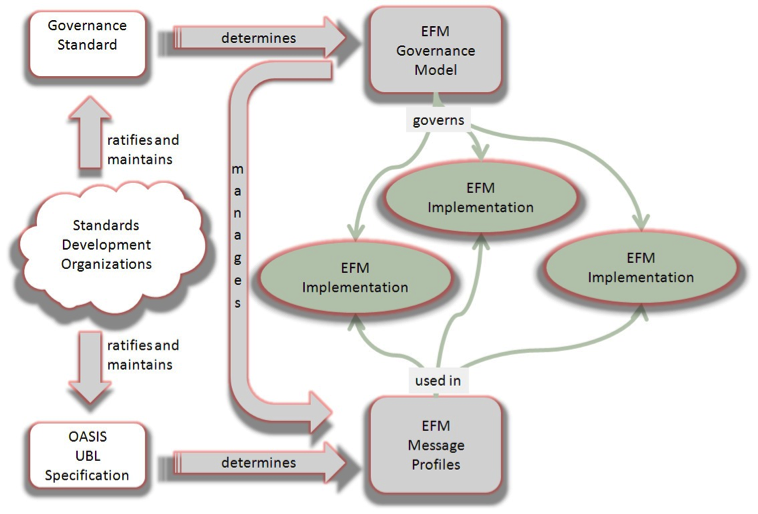 Governance
Standard
determines
EFM
Governance
Model
ratifies and
maintains
governs
manages
EFM
Implementation
Standards
Development
Organizations
EFM
Implementation
EFM
Implementation
ratifies and
maintains
used in
OASIS
UBL
Specification
determines
EFM
Message
Profiles